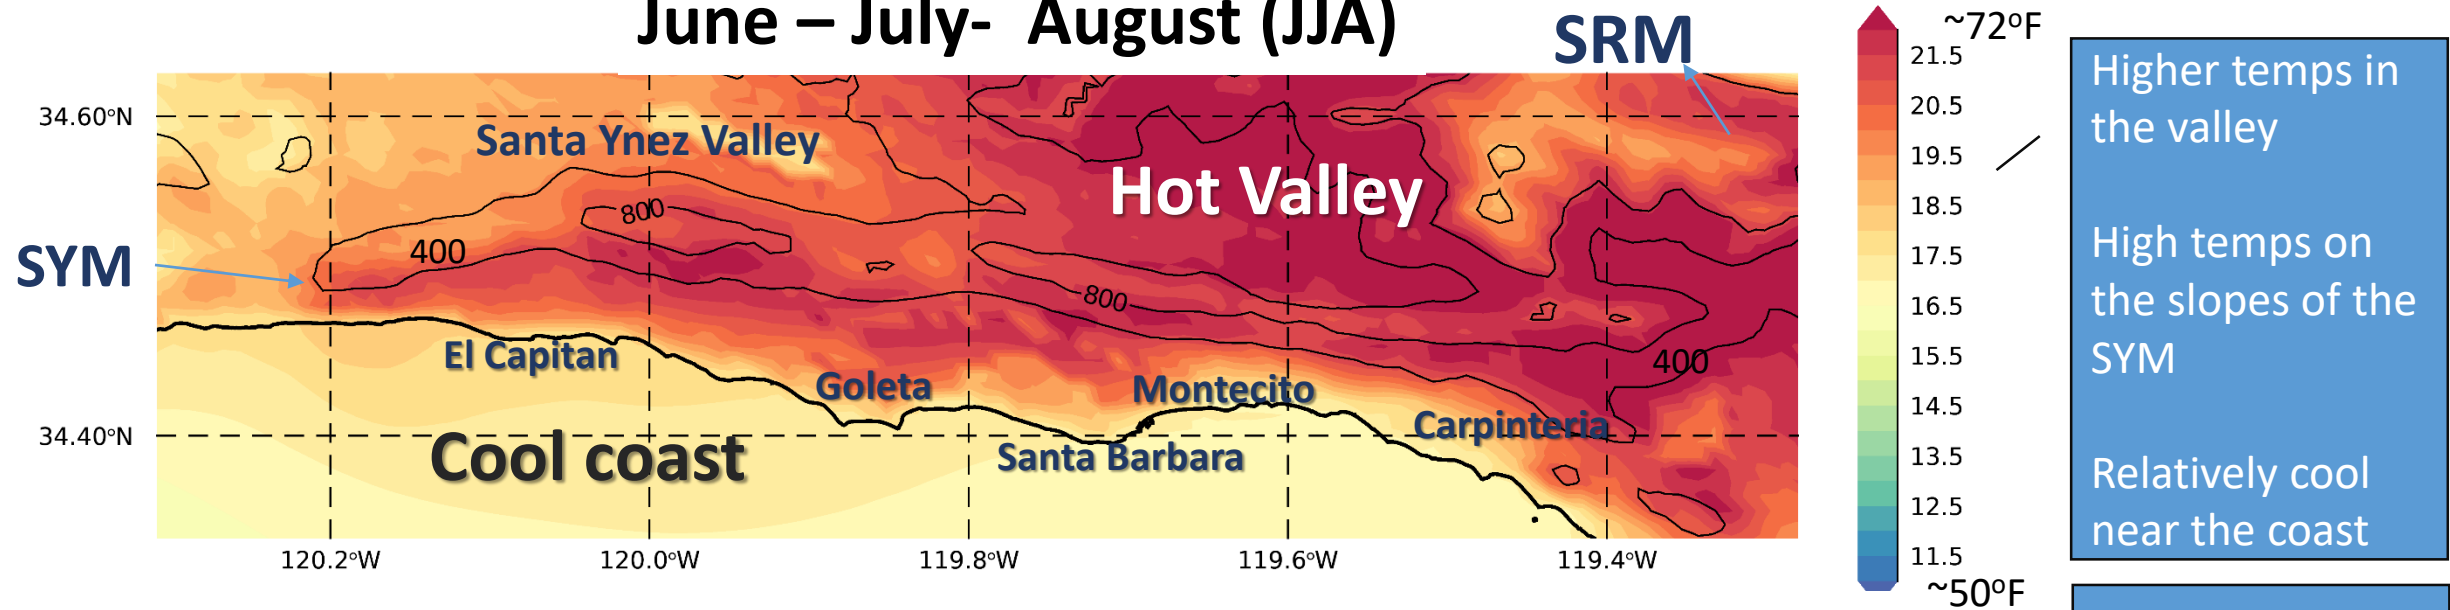 June – July-  August (JJA)
SRM
~72°F
34.60°N
Santa Ynez Valley
Hot Valley
800
400
SYM
800
400
El Capitan
Goleta
Montecito
Carpinteria
34.40°N
Cool coast
Santa Barbara
120.2°W
120.0°W
119.8°W
119.6°W
119.4°W
21.5
20.5
19.5
18.5
17.5
16.5
15.5
14.5
13.5
12.5
11.5
~50°F
Higher temps in
the valley
High temps on
the slopes of the
SYM
Relatively cool
near the coast